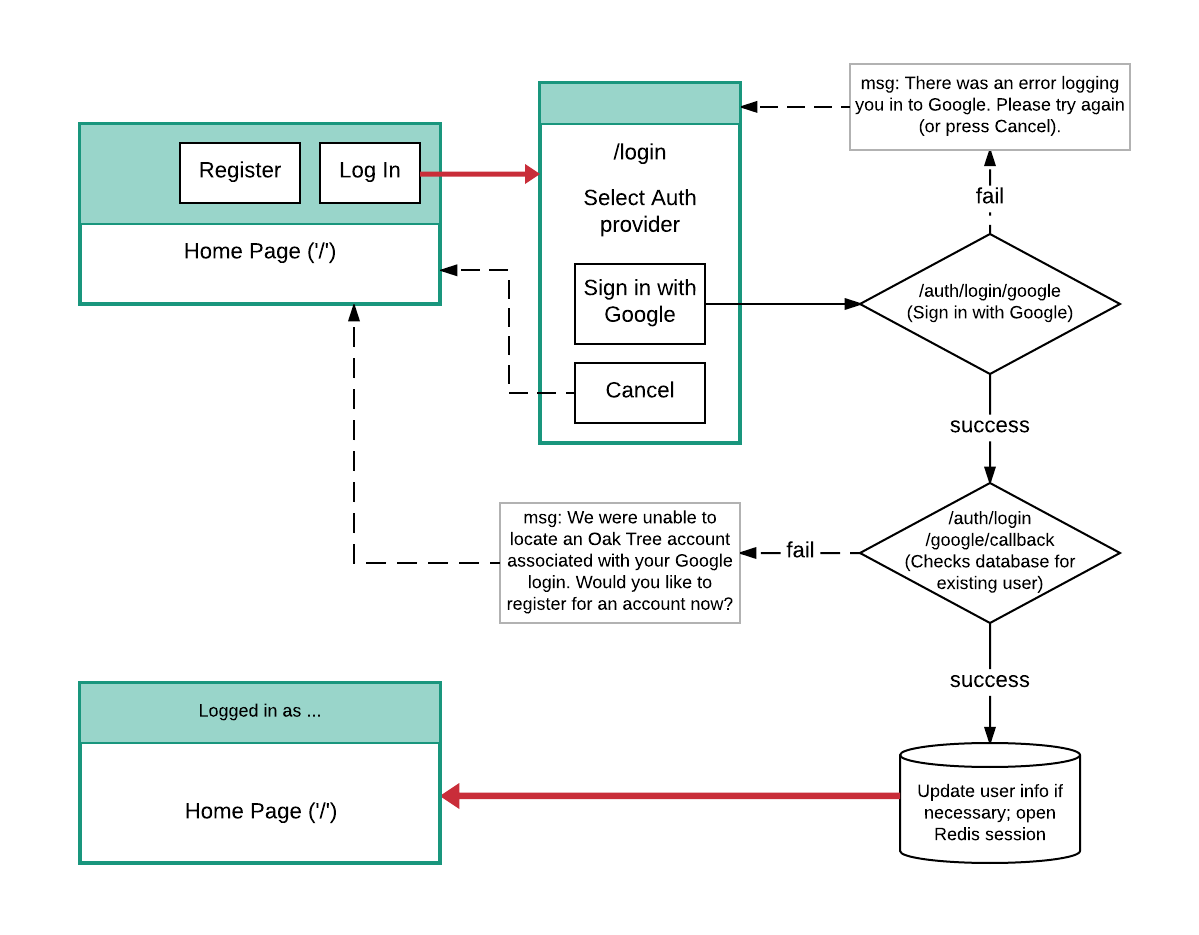 Register
Log In
Home Page ('/')
/login
Select Auth
provider
Sign in with
Google
Cancel
msg: There was an error logging
you in to Google. Please try again
(or press Cancel).
fail
/auth/login/google
(Sign in with Google)
success
/auth/login
/google/callback
(Checks database for
existing user)
fail
msg: We were unable to
locate an Oak Tree account
associated with your Google
login. Would you like to
register for an account now?
success
Update user info if
necessary; open
Redis session
Logged in as ...
Home Page ('/')